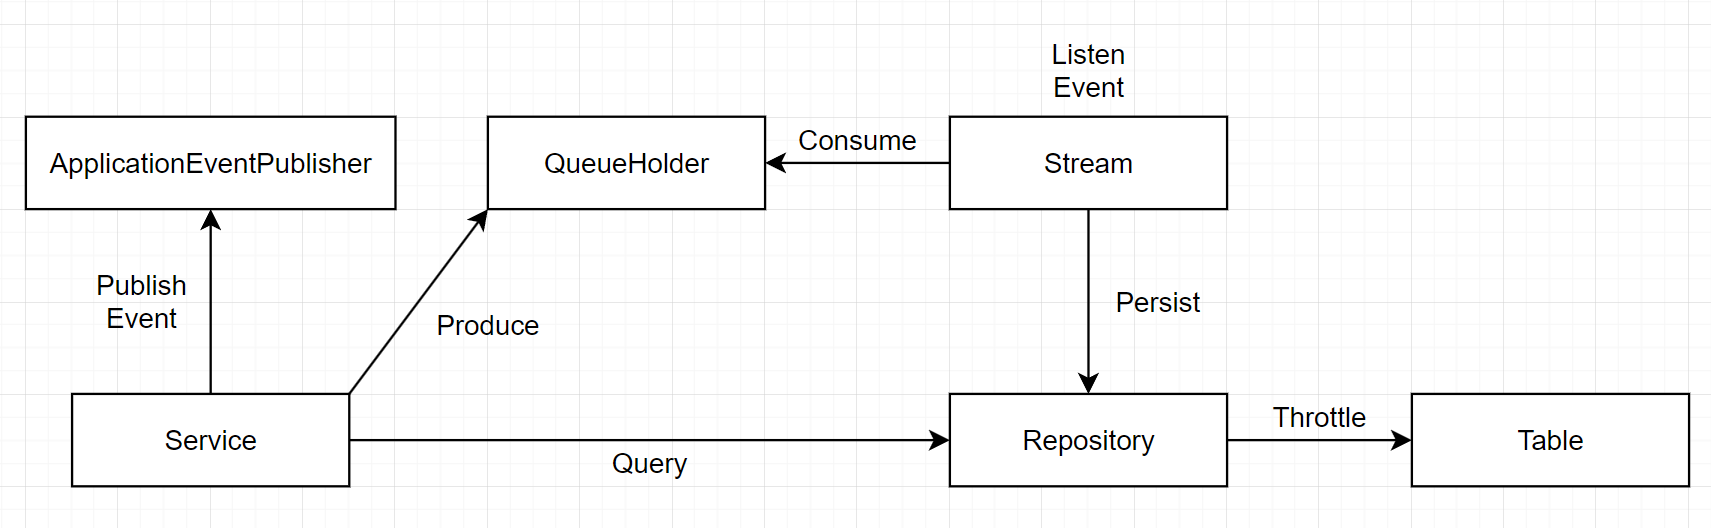 Listen
Event
ApplicationEventPublisher
QueueHolder
Consume
Stream
Publish
Event
Produce
Persist
Service
Query
Repository
Throttle
Table